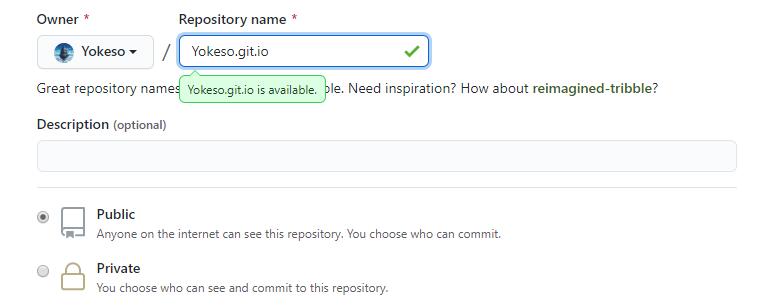 Owner * Repository name *
Yokeso / Yokeso.git.io
Yokeso.git.io is available.
Great repository names ble. Need inspiration? How about reimagined-tribble?
Description (optional)
Public
Anyone on the internet can see this repository. You choose who can commit.
Private
You choose who can see and commit to this repository.